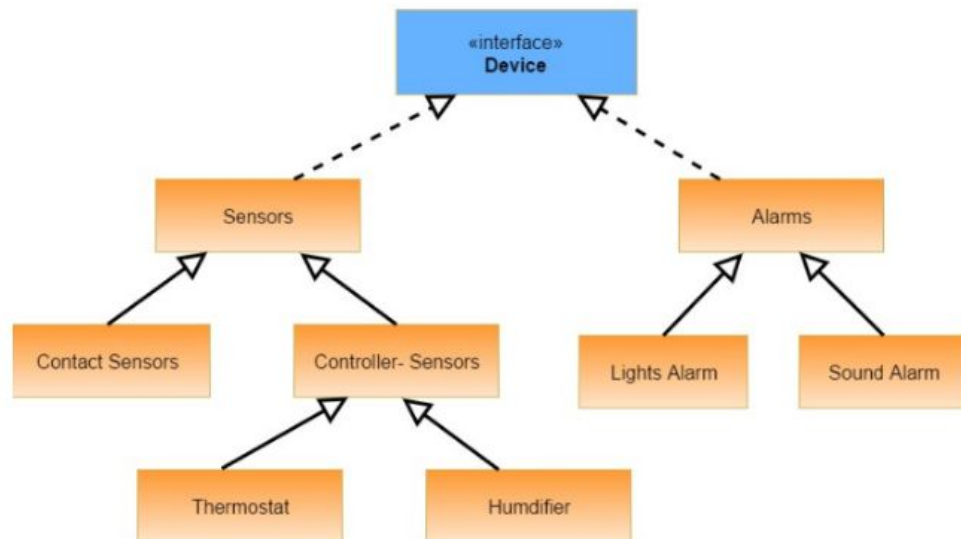 «interface»
Device
Sensors
Alarms
Contact Sensors
Controller- Sensors
Lights Alarm
Sound Alarm
Thermostat
Humdifier